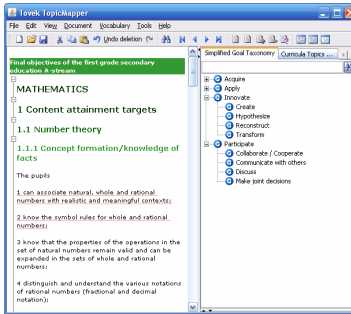 Tovek TopicMapper
File Edit View Document Vocabulary Tools Help
Undo deletion
Final objectives of the first grade secondary
education A-stream
MATHEMATICS
1 Content attainment targets
1.1 Number theory
1.1.1 Concept formation/knowledge of
facts
The pupils
1 can associate natural, whole and rational
numbers with realistic and meaningful contexts;
2 know the symbol rules for whole and rational
numbers;
3 know that the properties of the operations in the
set of natural numbers remain valid and can be
expanded in the sets of whole and rational
numbers;
4 distinguish and understand the various notations
of rational numbers (fractional and decimal
notation);
Simplified Goal Taxonomy Curricula Topics ...
Acquire
Apply
Innovate
Create
Hypothesize
Reconstruct
Transform
Participate
Collaborate / Cooperate
Communicate with others
Discuss
Make joint decisions